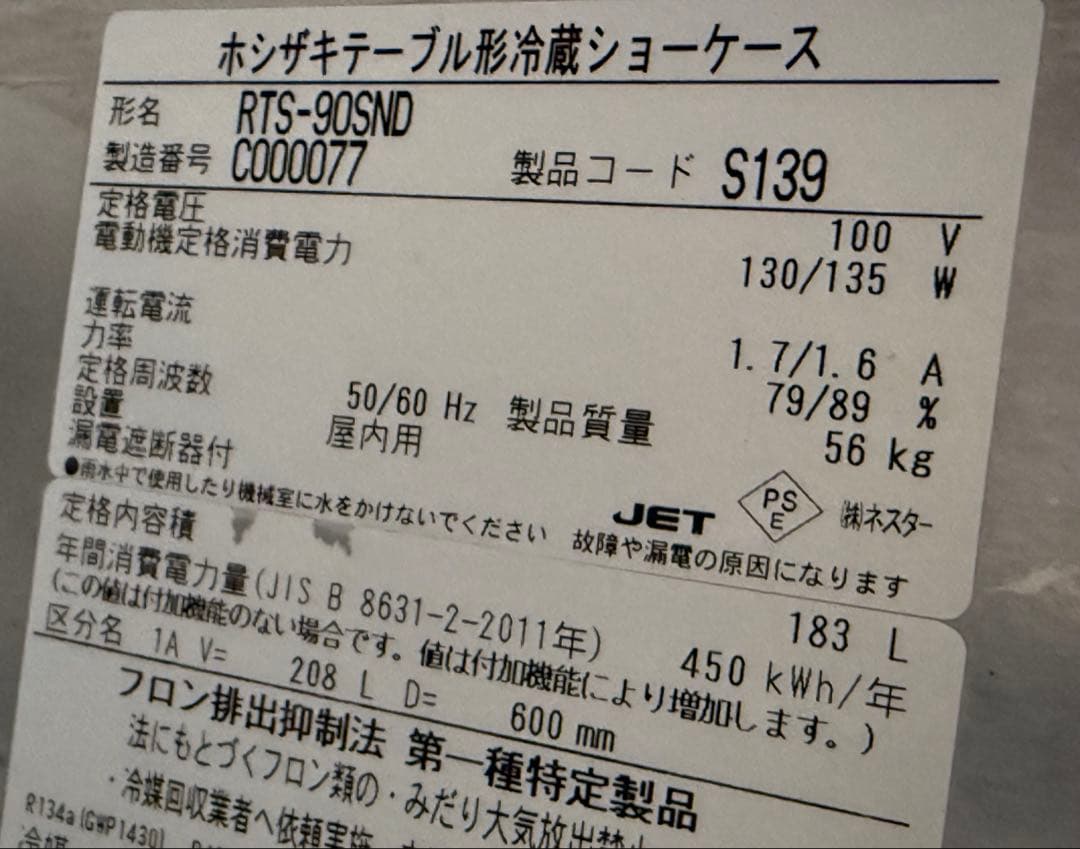 ホシザキテーブル形冷蔵ショーケース
形名 RTS-90SND
製造番号 C000077 製品コード S139
定格電圧 100 V
電動機定格消費電力 130/135 W
運転電流 1.7/1.6 A
力率 79/89 %
定格周波数 50/60 Hz 製品質量 56 kg
設置 屋内用
漏電遮断器付
JET PSE ㈱ネスター
●雨水中で使用したり機械室に水をかけないでください 故障や漏電の原因になります
定格内容積 183 L
年間消費電力量(JIS B 8631-2-2011年) 450 kWh/年
(この値は付加機能のない場合です。値は付加機能により増加します。)
区分名 1A V= 208 L D= 600 mm
フロン排出抑制法 第一種特定製品
法にもとづくフロン類の・みだり大気放出禁止
・冷媒回収業者へ依頼実施
R134a(GWP1430)
冷媒